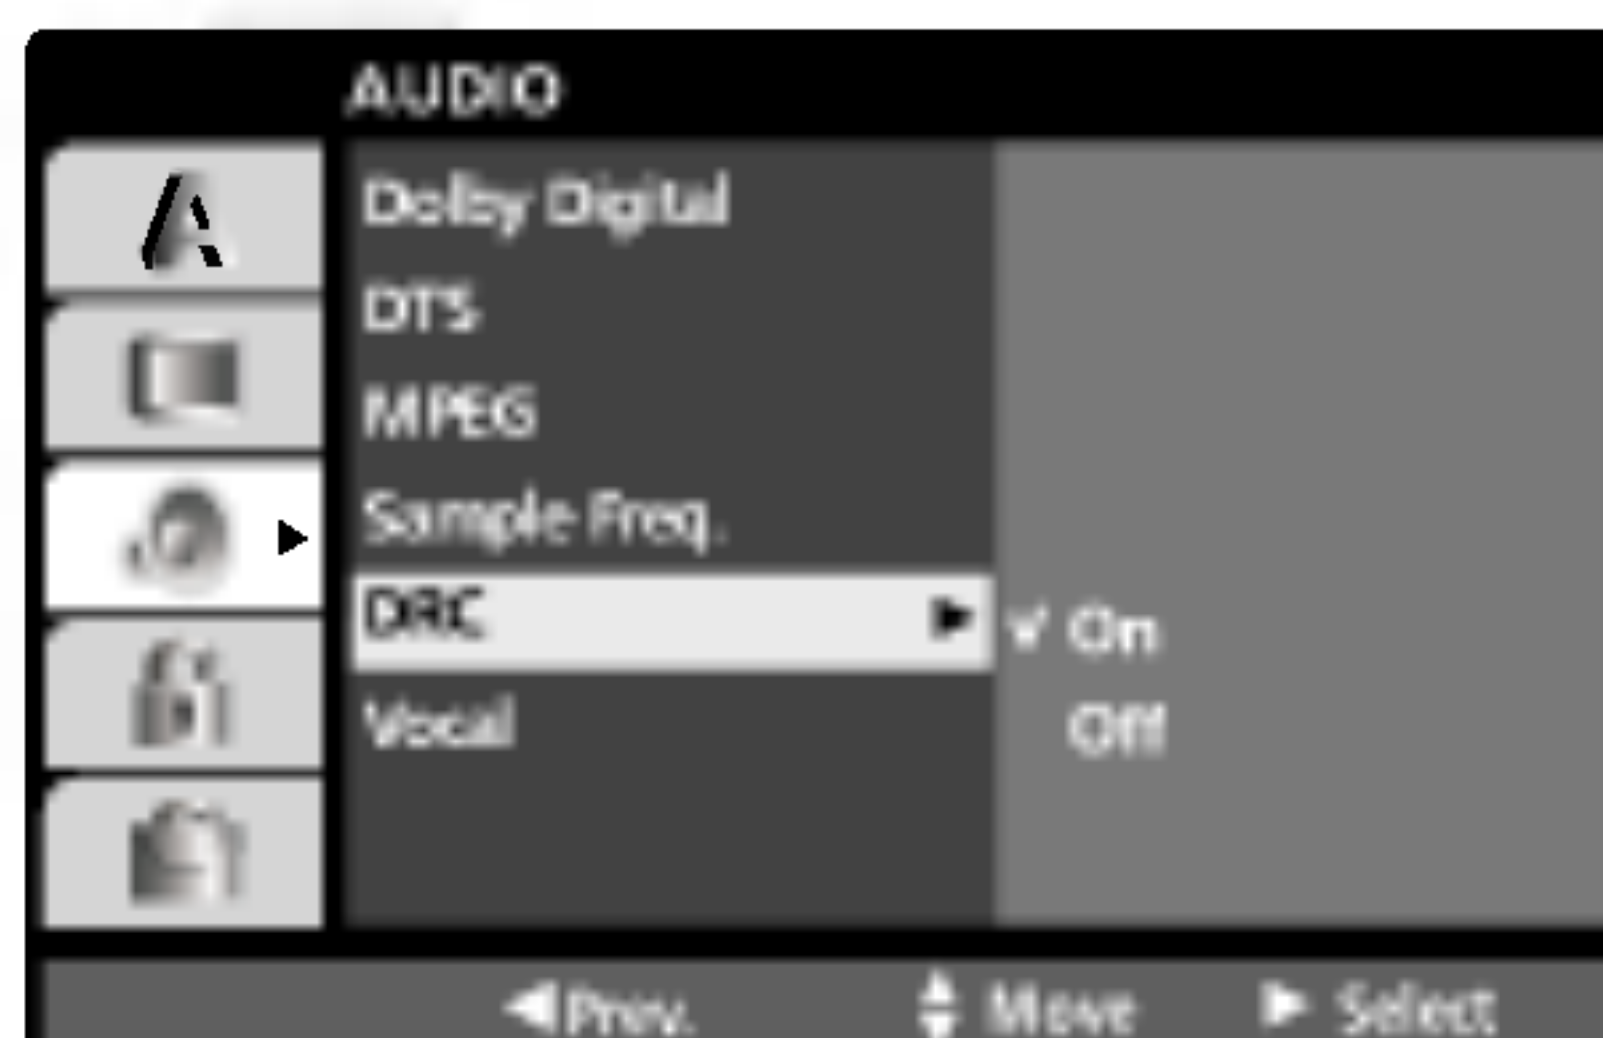 AUDIO
Dolby Digital
DTS
MPEG
Sample Freq.
DRC
✓ On
Off
Vocal
Prev.
Move
Select